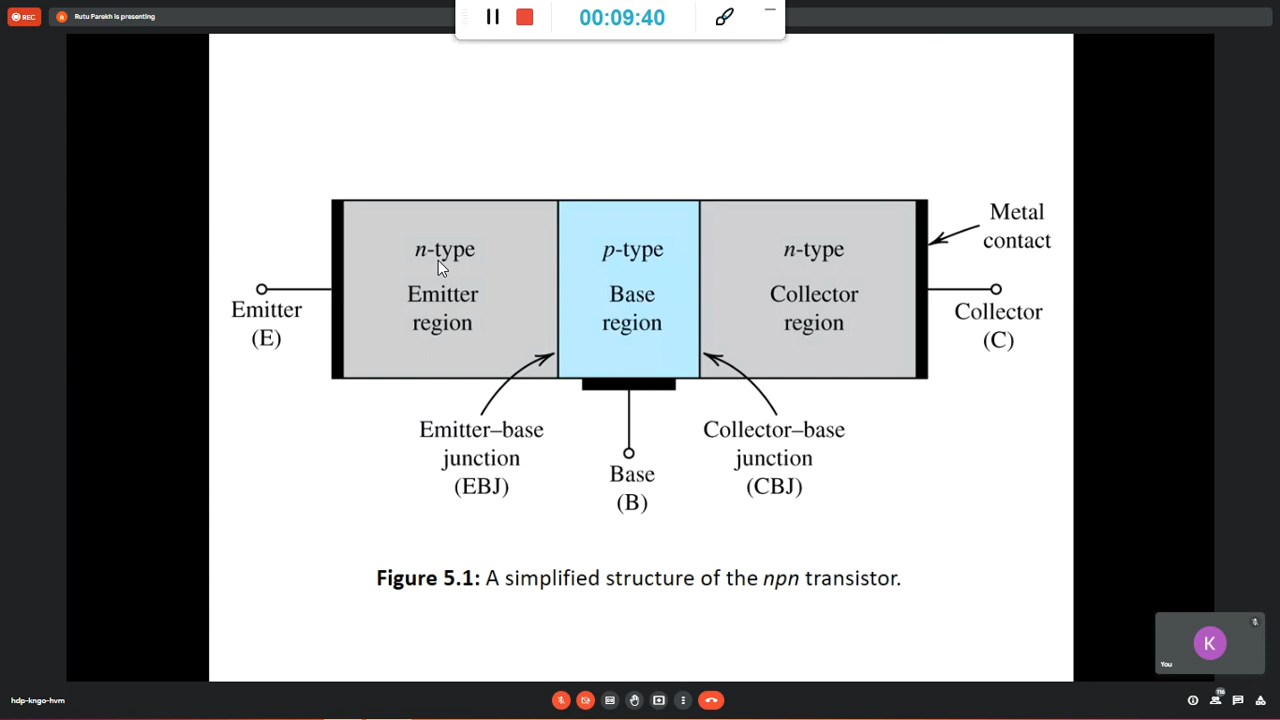 REC
R
Rutu Parekh is presenting
00:09:40
n-type
p-type
n-type
Metal
contact
Emitter
region
Base
region
Collector
region
Emitter
(E)
Collector
(C)
Emitter–base
junction
(EBJ)
Collector–base
junction
(CBJ)
Base
(B)
Figure 5.1: A simplified structure of the npn transistor.
K
You
hdp-kngo-hvm
116